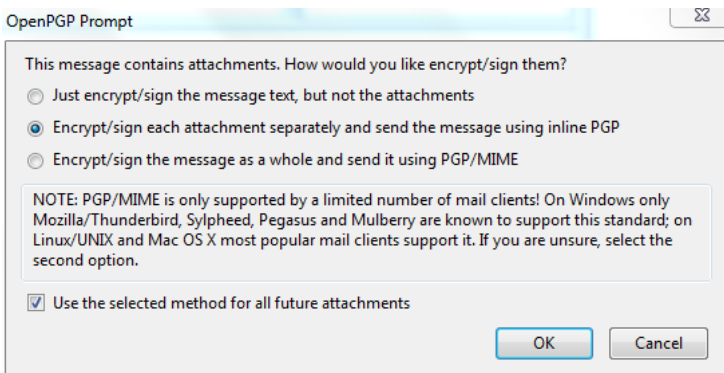 OpenPGP Prompt
This message contains attachments. How would you like encrypt/sign them?
Just encrypt/sign the message text, but not the attachments
Encrypt/sign each attachment separately and send the message using inline PGP
Encrypt/sign the message as a whole and send it using PGP/MIME
NOTE: PGP/MIME is only supported by a limited number of mail clients! On Windows only
Mozilla/Thunderbird, Sylpheed, Pegasus and Mulberry are known to support this standard; on
Linux/UNIX and Mac OS X most popular mail clients support it. If you are unsure, select the
second option.
Use the selected method for all future attachments
OK
Cancel